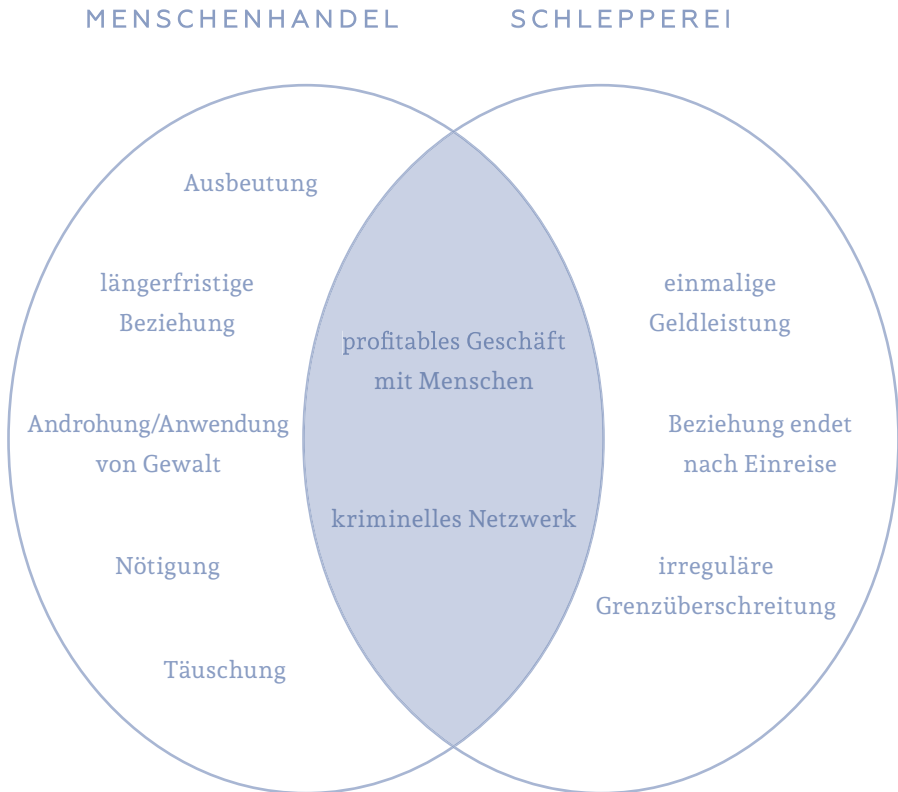 MENSCHENHANDEL
SCHLEPPEREI
Ausbeutung
längerfristige
Beziehung
Androhung/Anwendung
von Gewalt
Nötigung
Täuschung
profitables Geschäft
mit Menschen
kriminelles Netzwerk
einmalige
Geldleistung
Beziehung endet
nach Einreise
irreguläre
Grenzüberschreitung